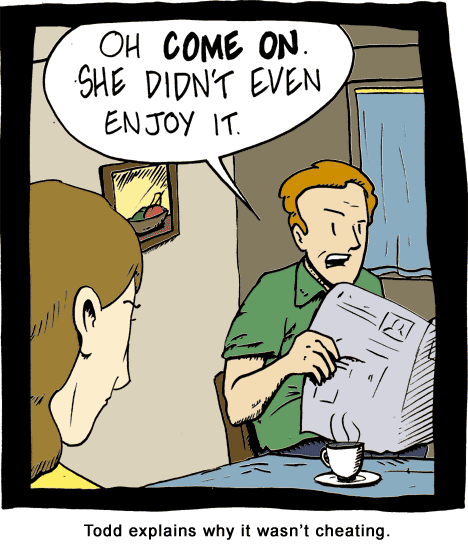 OH COME ON.
SHE DIDN'T EVEN
ENJOY IT.
Todd explains why it wasn't cheating.